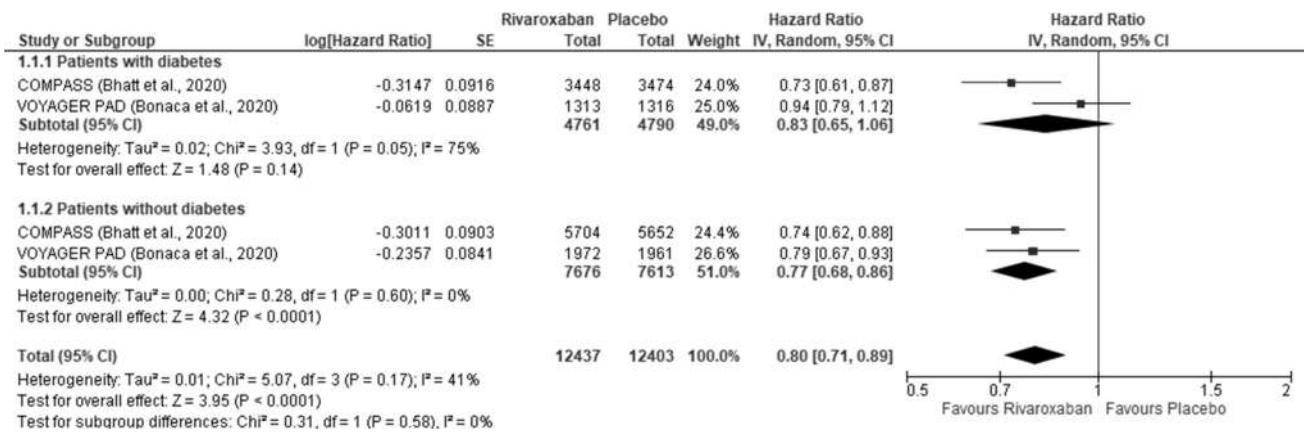 Rivaroxaban Placebo Hazard Ratio Hazard Ratio
Study or Subgroup log[Hazard Ratio] SE Total Total Weight IV, Random, 95% CI IV, Random, 95% CI
1.1.1 Patients with diabetes
COMPASS (Bhatt et al., 2020) -0.3147 0.0916 3448 3474 24.0% 0.73 [0.61, 0.87]
VOYAGER PAD (Bonaca et al., 2020) -0.0619 0.0887 1313 1316 25.0% 0.94 [0.79, 1.12]
Subtotal (95% CI) 4761 4790 49.0% 0.83 [0.65, 1.06]
Heterogeneity: Tau² = 0.02; Chi² = 3.93, df = 1 (P = 0.05); I² = 75%
Test for overall effect: Z = 1.48 (P = 0.14)
1.1.2 Patients without diabetes
COMPASS (Bhatt et al., 2020) -0.3011 0.0903 5704 5652 24.4% 0.74 [0.62, 0.88]
VOYAGER PAD (Bonaca et al., 2020) -0.2357 0.0841 1972 1961 26.6% 0.79 [0.67, 0.93]
Subtotal (95% CI) 7676 7613 51.0% 0.77 [0.68, 0.86]
Heterogeneity: Tau² = 0.00; Chi² = 0.28, df = 1 (P = 0.60); I² = 0%
Test for overall effect: Z = 4.32 (P < 0.0001)
Total (95% CI) 12437 12403 100.0% 0.80 [0.71, 0.89]
Heterogeneity: Tau² = 0.01; Chi² = 5.07, df = 3 (P = 0.17); I² = 41%
Test for overall effect: Z = 3.95 (P < 0.0001)
Test for subgroup differences: Chi² = 0.31, df = 1 (P = 0.58), I² = 0%
0.5 0.7 1 1.5 2
Favours Rivaroxaban Favours Placebo